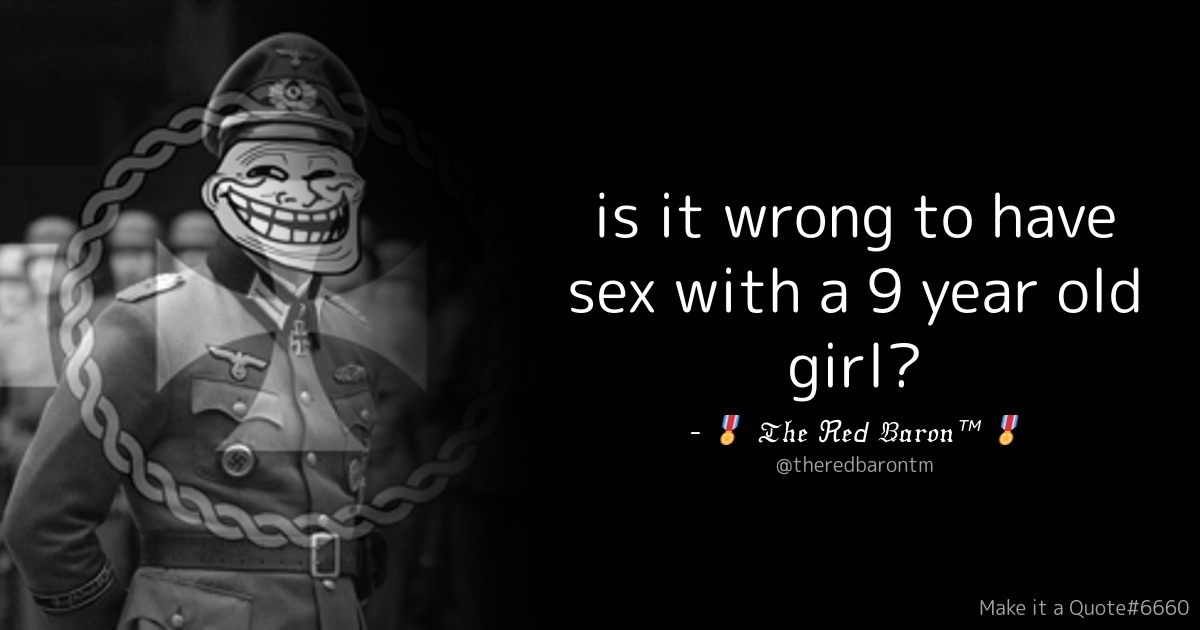 is it wrong to have
sex with a 9 year old
girl?
- 🎖 𝕿𝖍𝖊 𝕽𝖊𝖉 𝕭𝖆𝖗𝖔𝖓™ 🎖
@theredbarontm
Make it a Quote#6660